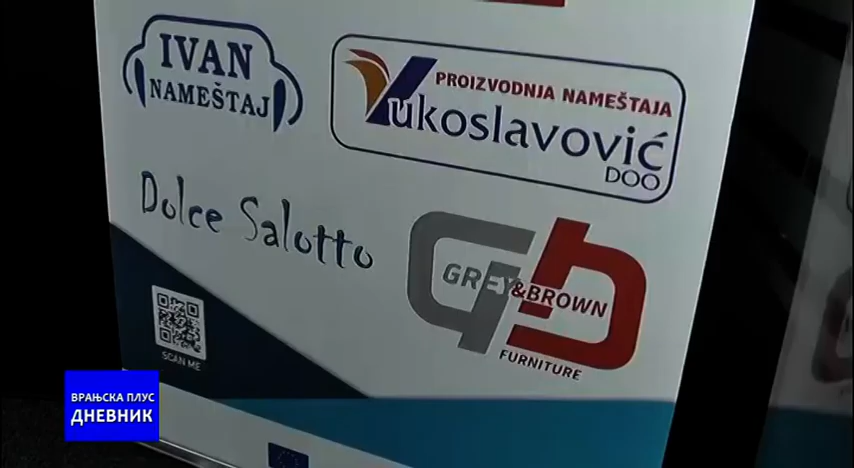 IVAN
NAMEŠTAJ
PROIZVODNJA NAMEŠTAJA
Vukoslavović
DOO
Dolce Salotto
GREY&BROWN
FURNITURE
SCAN ME
ВРАЊСКА ПЛУС
ДНЕВНИК